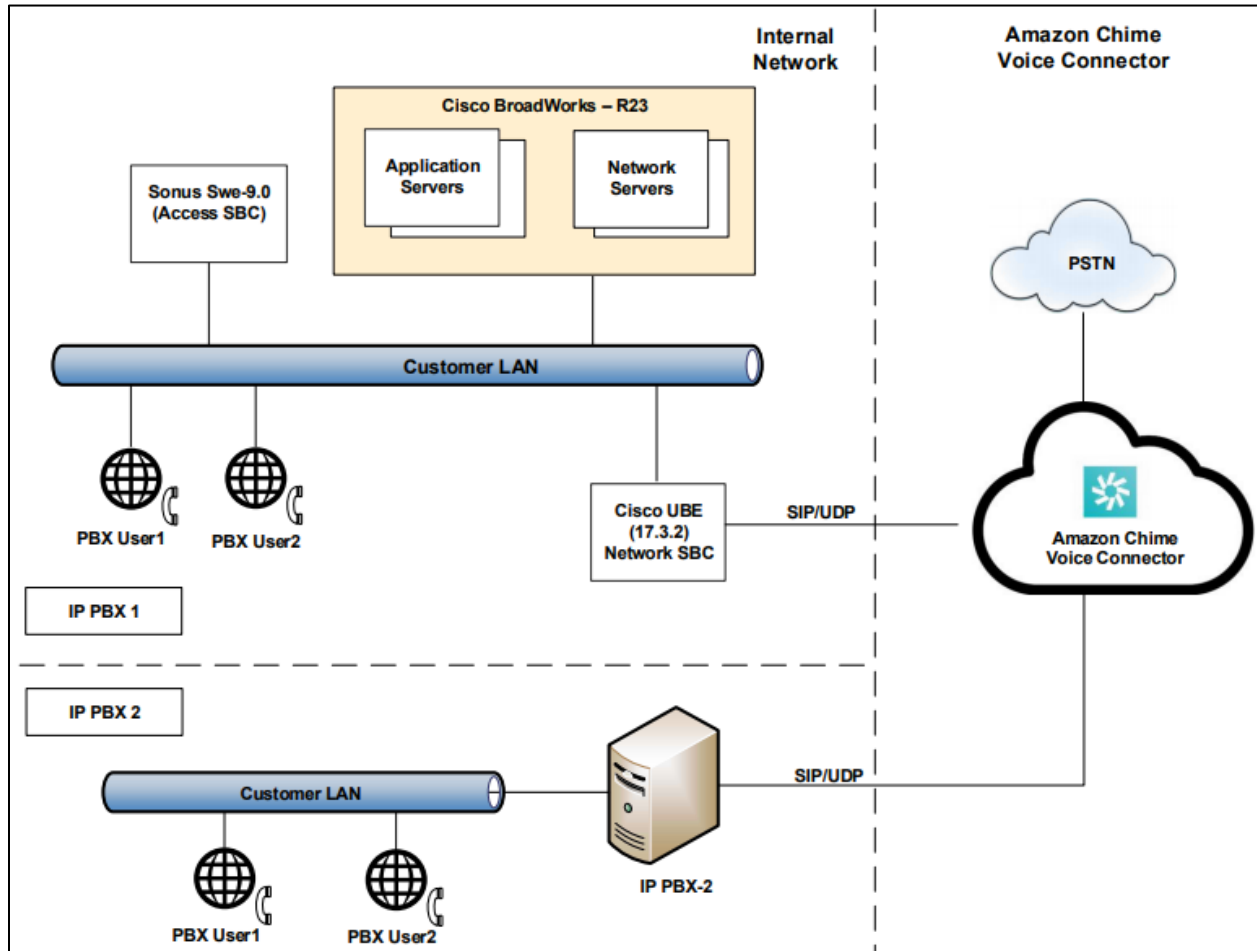 Internal
Network
Amazon Chime
Voice Connector
Cisco BroadWorks – R23
Application
Servers
Network
Servers
Sonus Swe-9.0
(Access SBC)
PSTN
Customer LAN
PBX User1
PBX User2
Cisco UBE
(17.3.2)
Network SBC
SIP/UDP
Amazon Chime
Voice Connector
IP PBX 1
IP PBX 2
Customer LAN
SIP/UDP
IP PBX-2
PBX User1
PBX User2